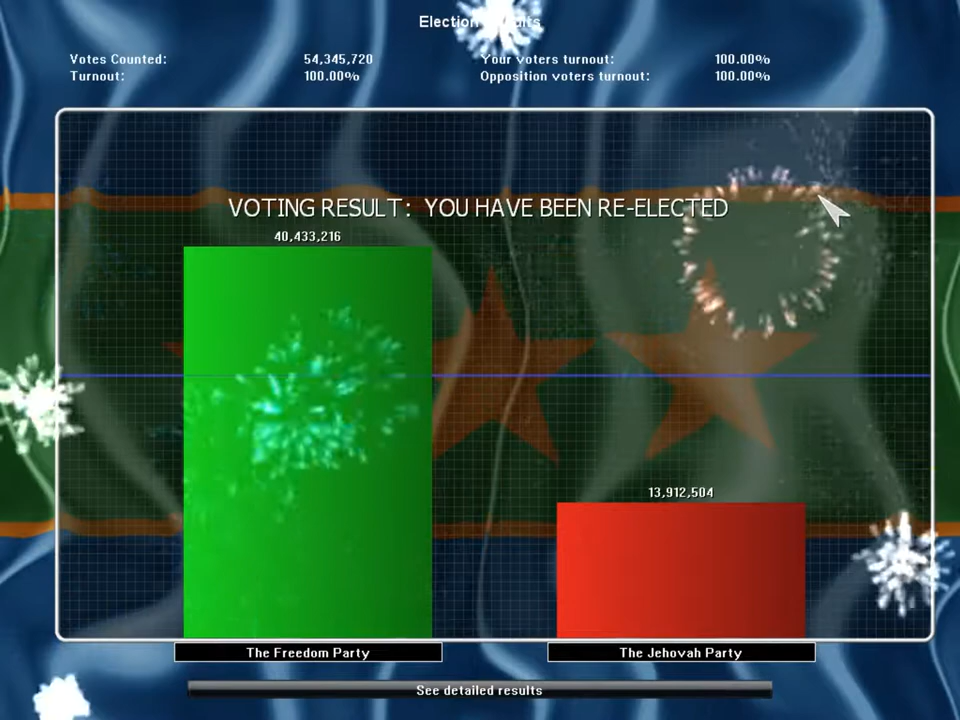 Election
Votes Counted: 54,345,720 Your voters turnout: 100.00%
Turnout: 100.00% Opposition voters turnout: 100.00%
VOTING RESULT: YOU HAVE BEEN RE-ELECTED
40,433,216
13,912,504
The Freedom Party The Jehovah Party
See detailed results